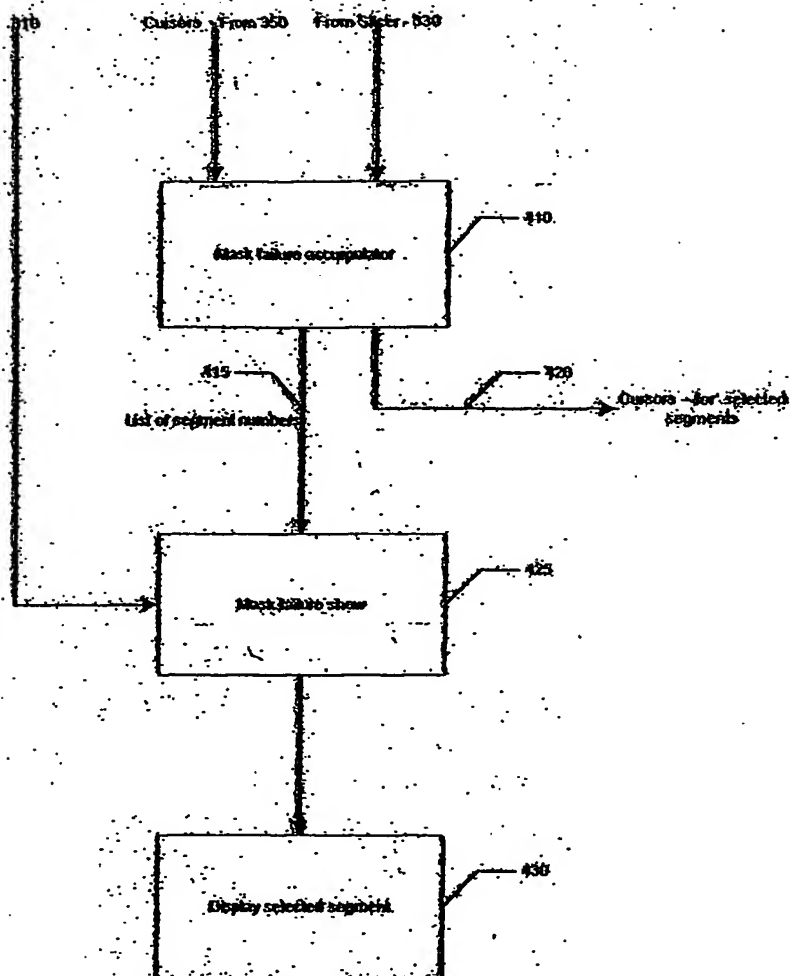 310
Cursors - From 350
From Slicer - 330
410
Mask failure accumulator
415
420
List of segment numbers
Cursors - for selected
segments
425
Mask failure show
430
Display selected segment